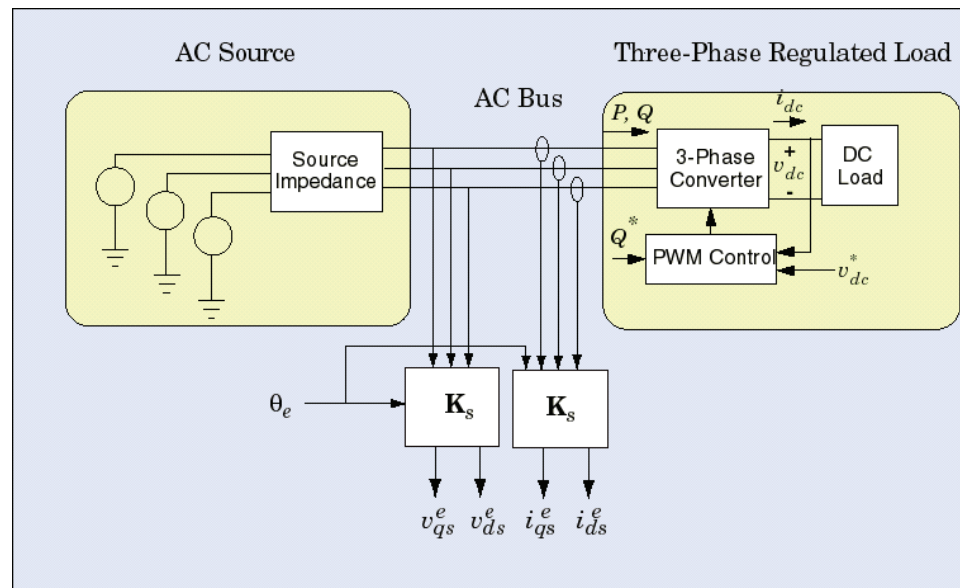 AC Source
Three-Phase Regulated Load
AC Bus
Source
Impedance
P, Q
i_dc
3-Phase
Converter
+
v_dc
-
DC
Load
Q*
PWM Control
v*_dc
θ_e
K_s
K_s
v^e_qs
v^e_ds
i^e_qs
i^e_ds